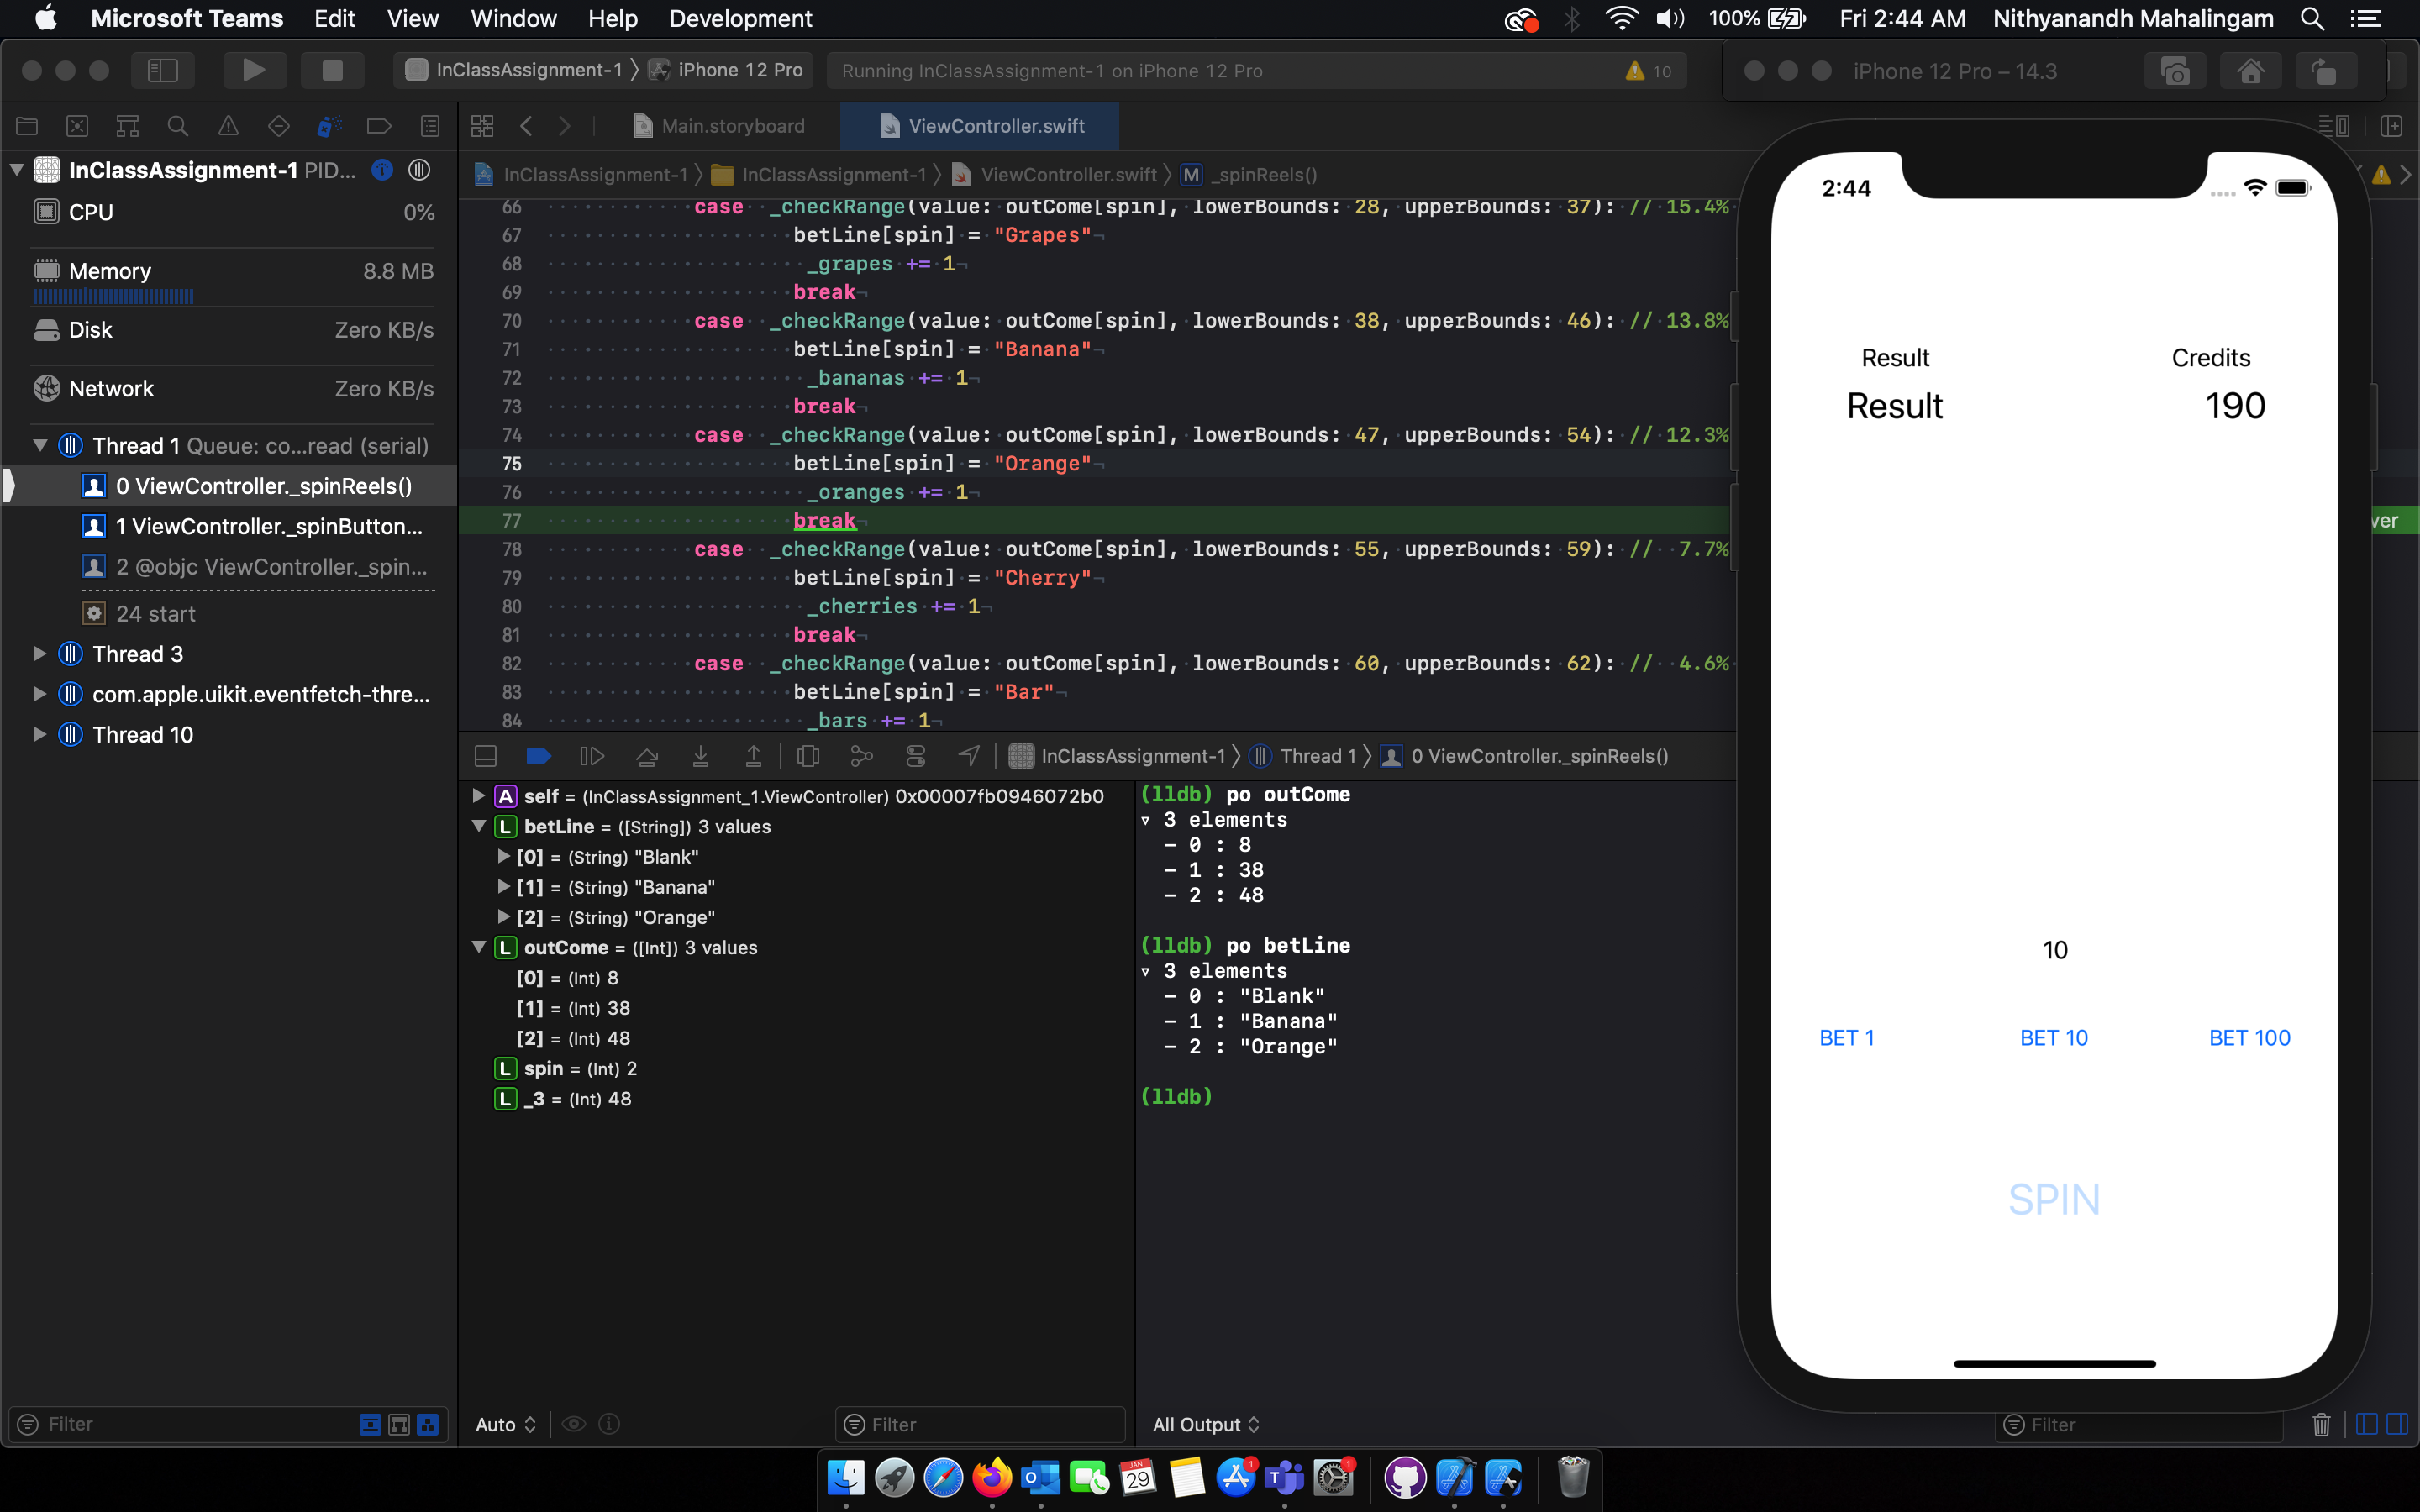 Microsoft Teams Edit View Window Help Development 100% Fri 2:44 AM Nithyanandh Mahalingam
InClassAssignment-1 iPhone 12 Pro Running InClassAssignment-1 on iPhone 12 Pro 10 iPhone 12 Pro – 14.3
Main.storyboard ViewController.swift
InClassAssignment-1 PID...
CPU 0%
Memory 8.8 MB
Disk Zero KB/s
Network Zero KB/s
Thread 1 Queue: co...read (serial)
0 ViewController._spinReels()
1 ViewController._spinButton...
2 @objc ViewController._spin...
24 start
Thread 3
com.apple.uikit.eventfetch-thre...
Thread 10
Filter
InClassAssignment-1 InClassAssignment-1 ViewController.swift M _spinReels()
66 case _checkRange(value: outCome[spin], lowerBounds: 28, upperBounds: 37): // 15.4%
67 betLine[spin] = "Grapes"
68 _grapes += 1
69 break
70 case _checkRange(value: outCome[spin], lowerBounds: 38, upperBounds: 46): // 13.8%
71 betLine[spin] = "Banana"
72 _bananas += 1
73 break
74 case _checkRange(value: outCome[spin], lowerBounds: 47, upperBounds: 54): // 12.3%
75 betLine[spin] = "Orange"
76 _oranges += 1
77 break
78 case _checkRange(value: outCome[spin], lowerBounds: 55, upperBounds: 59): // 7.7%
79 betLine[spin] = "Cherry"
80 _cherries += 1
81 break
82 case _checkRange(value: outCome[spin], lowerBounds: 60, upperBounds: 62): // 4.6%
83 betLine[spin] = "Bar"
84 _bars += 1
ver
InClassAssignment-1 Thread 1 0 ViewController._spinReels()
A self = (InClassAssignment_1.ViewController) 0x00007fb0946072b0
L betLine = ([String]) 3 values
[0] = (String) "Blank"
[1] = (String) "Banana"
[2] = (String) "Orange"
L outCome = ([Int]) 3 values
[0] = (Int) 8
[1] = (Int) 38
[2] = (Int) 48
L spin = (Int) 2
L _3 = (Int) 48
Auto Filter
(lldb) po outCome
3 elements
- 0 : 8
- 1 : 38
- 2 : 48
(lldb) po betLine
3 elements
- 0 : "Blank"
- 1 : "Banana"
- 2 : "Orange"
(lldb)
All Output Filter
2:44
Result Credits
Result 190
10
BET 1 BET 10 BET 100
SPIN
JAN
29
1
1